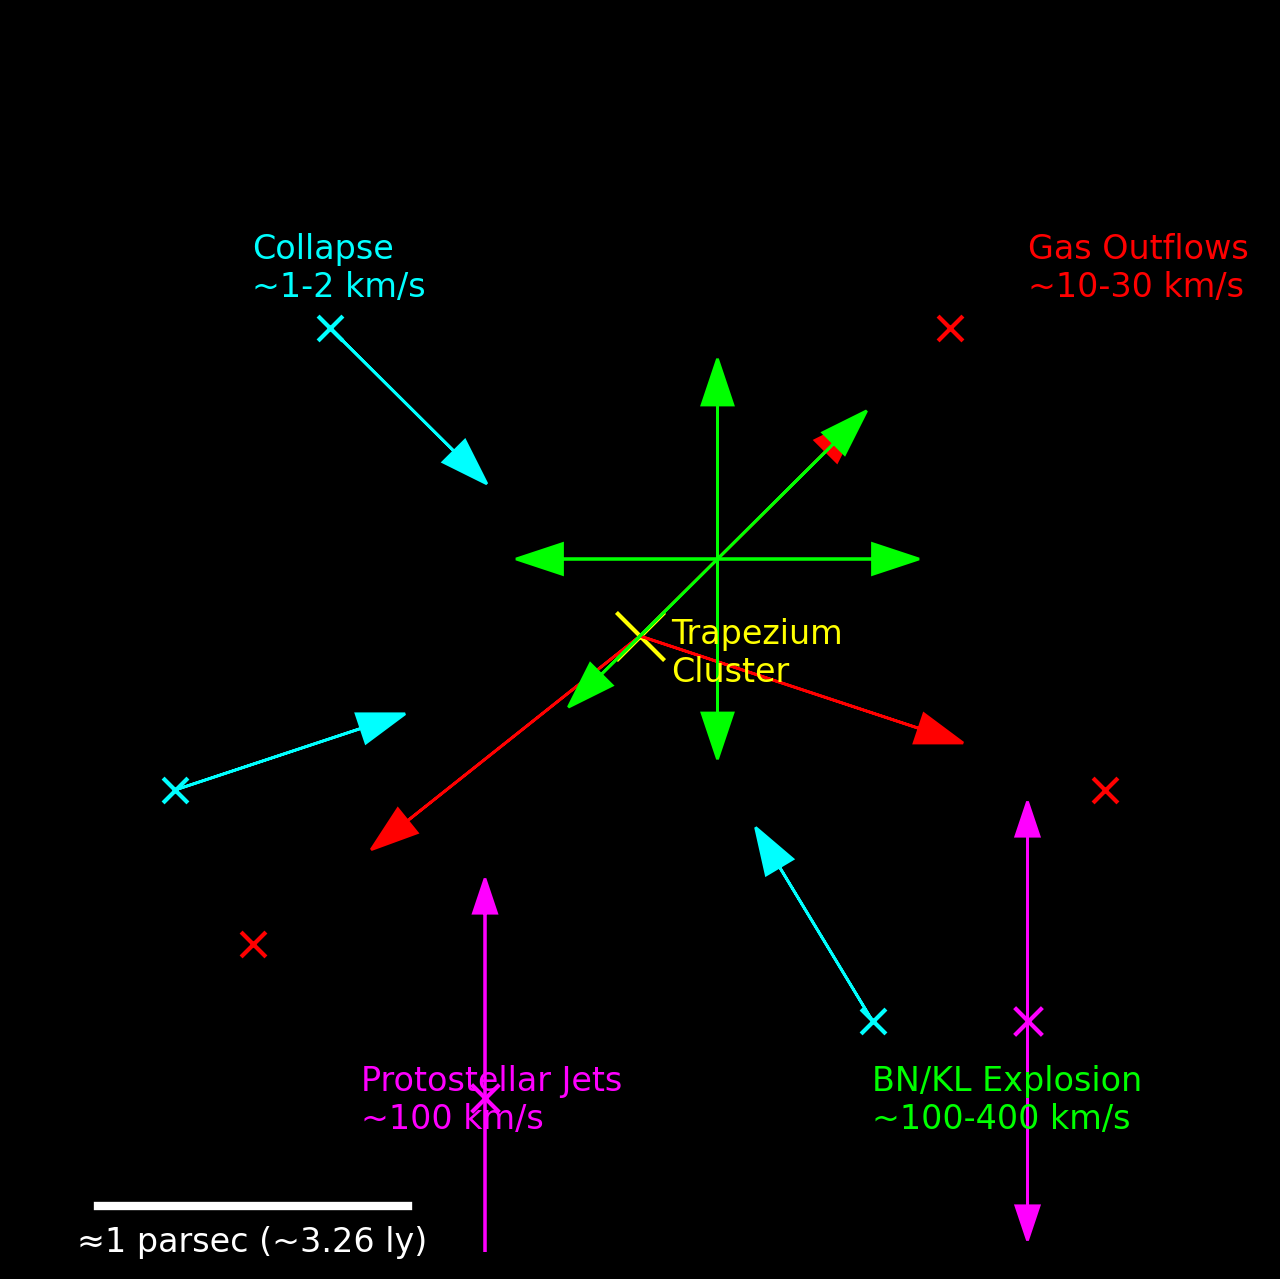 Collapse
~1-2 km/s
Gas Outflows
~10-30 km/s
Trapezium
Cluster
Protostellar Jets
~100 km/s
BN/KL Explosion
~100-400 km/s
≈1 parsec (~3.26 ly)